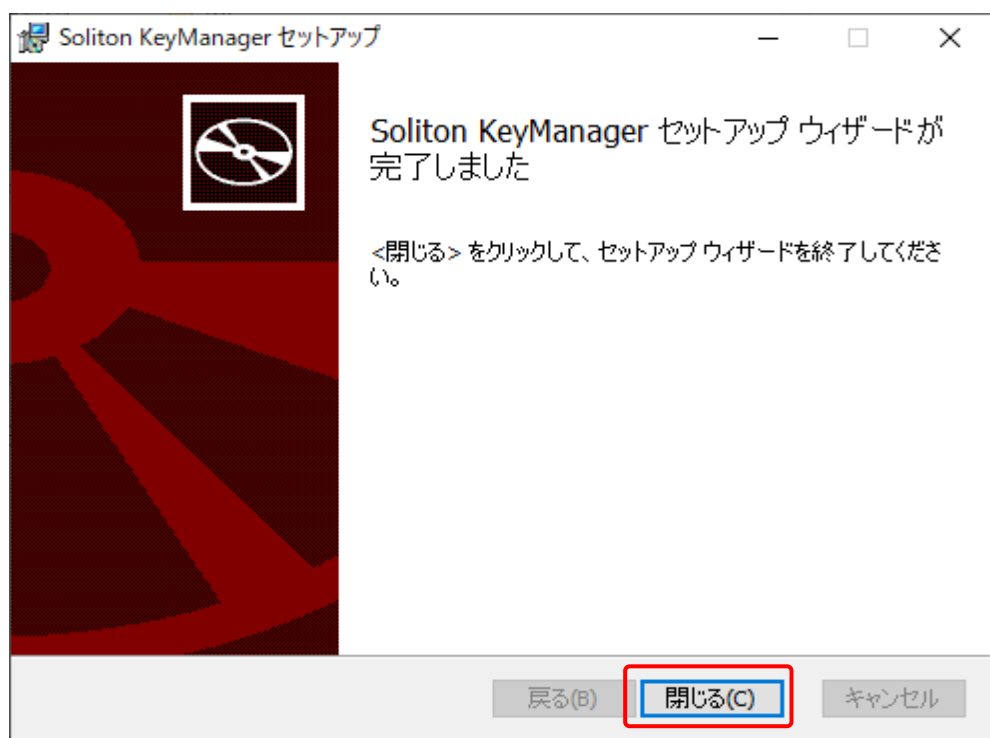 Soliton KeyManager セットアップ
Soliton KeyManager セットアップ ウィザードが
完了しました
<閉じる> をクリックして、セットアップ ウィザードを終了してくださ
い。
戻る(B) 閉じる(C) キャンセル